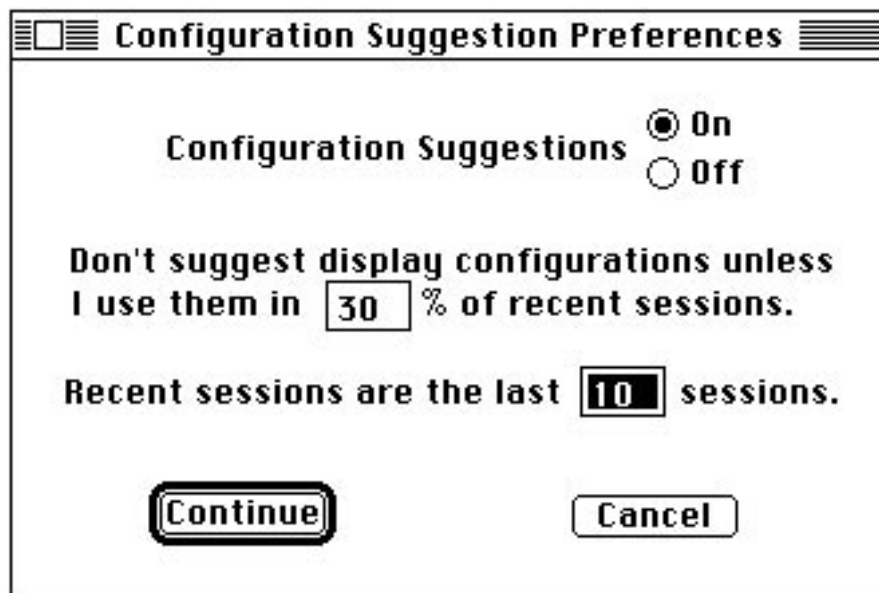 Configuration Suggestion Preferences
Configuration Suggestions
On
Off
Don't suggest display configurations unless
I use them in 30 % of recent sessions.
Recent sessions are the last 10 sessions.
Continue
Cancel